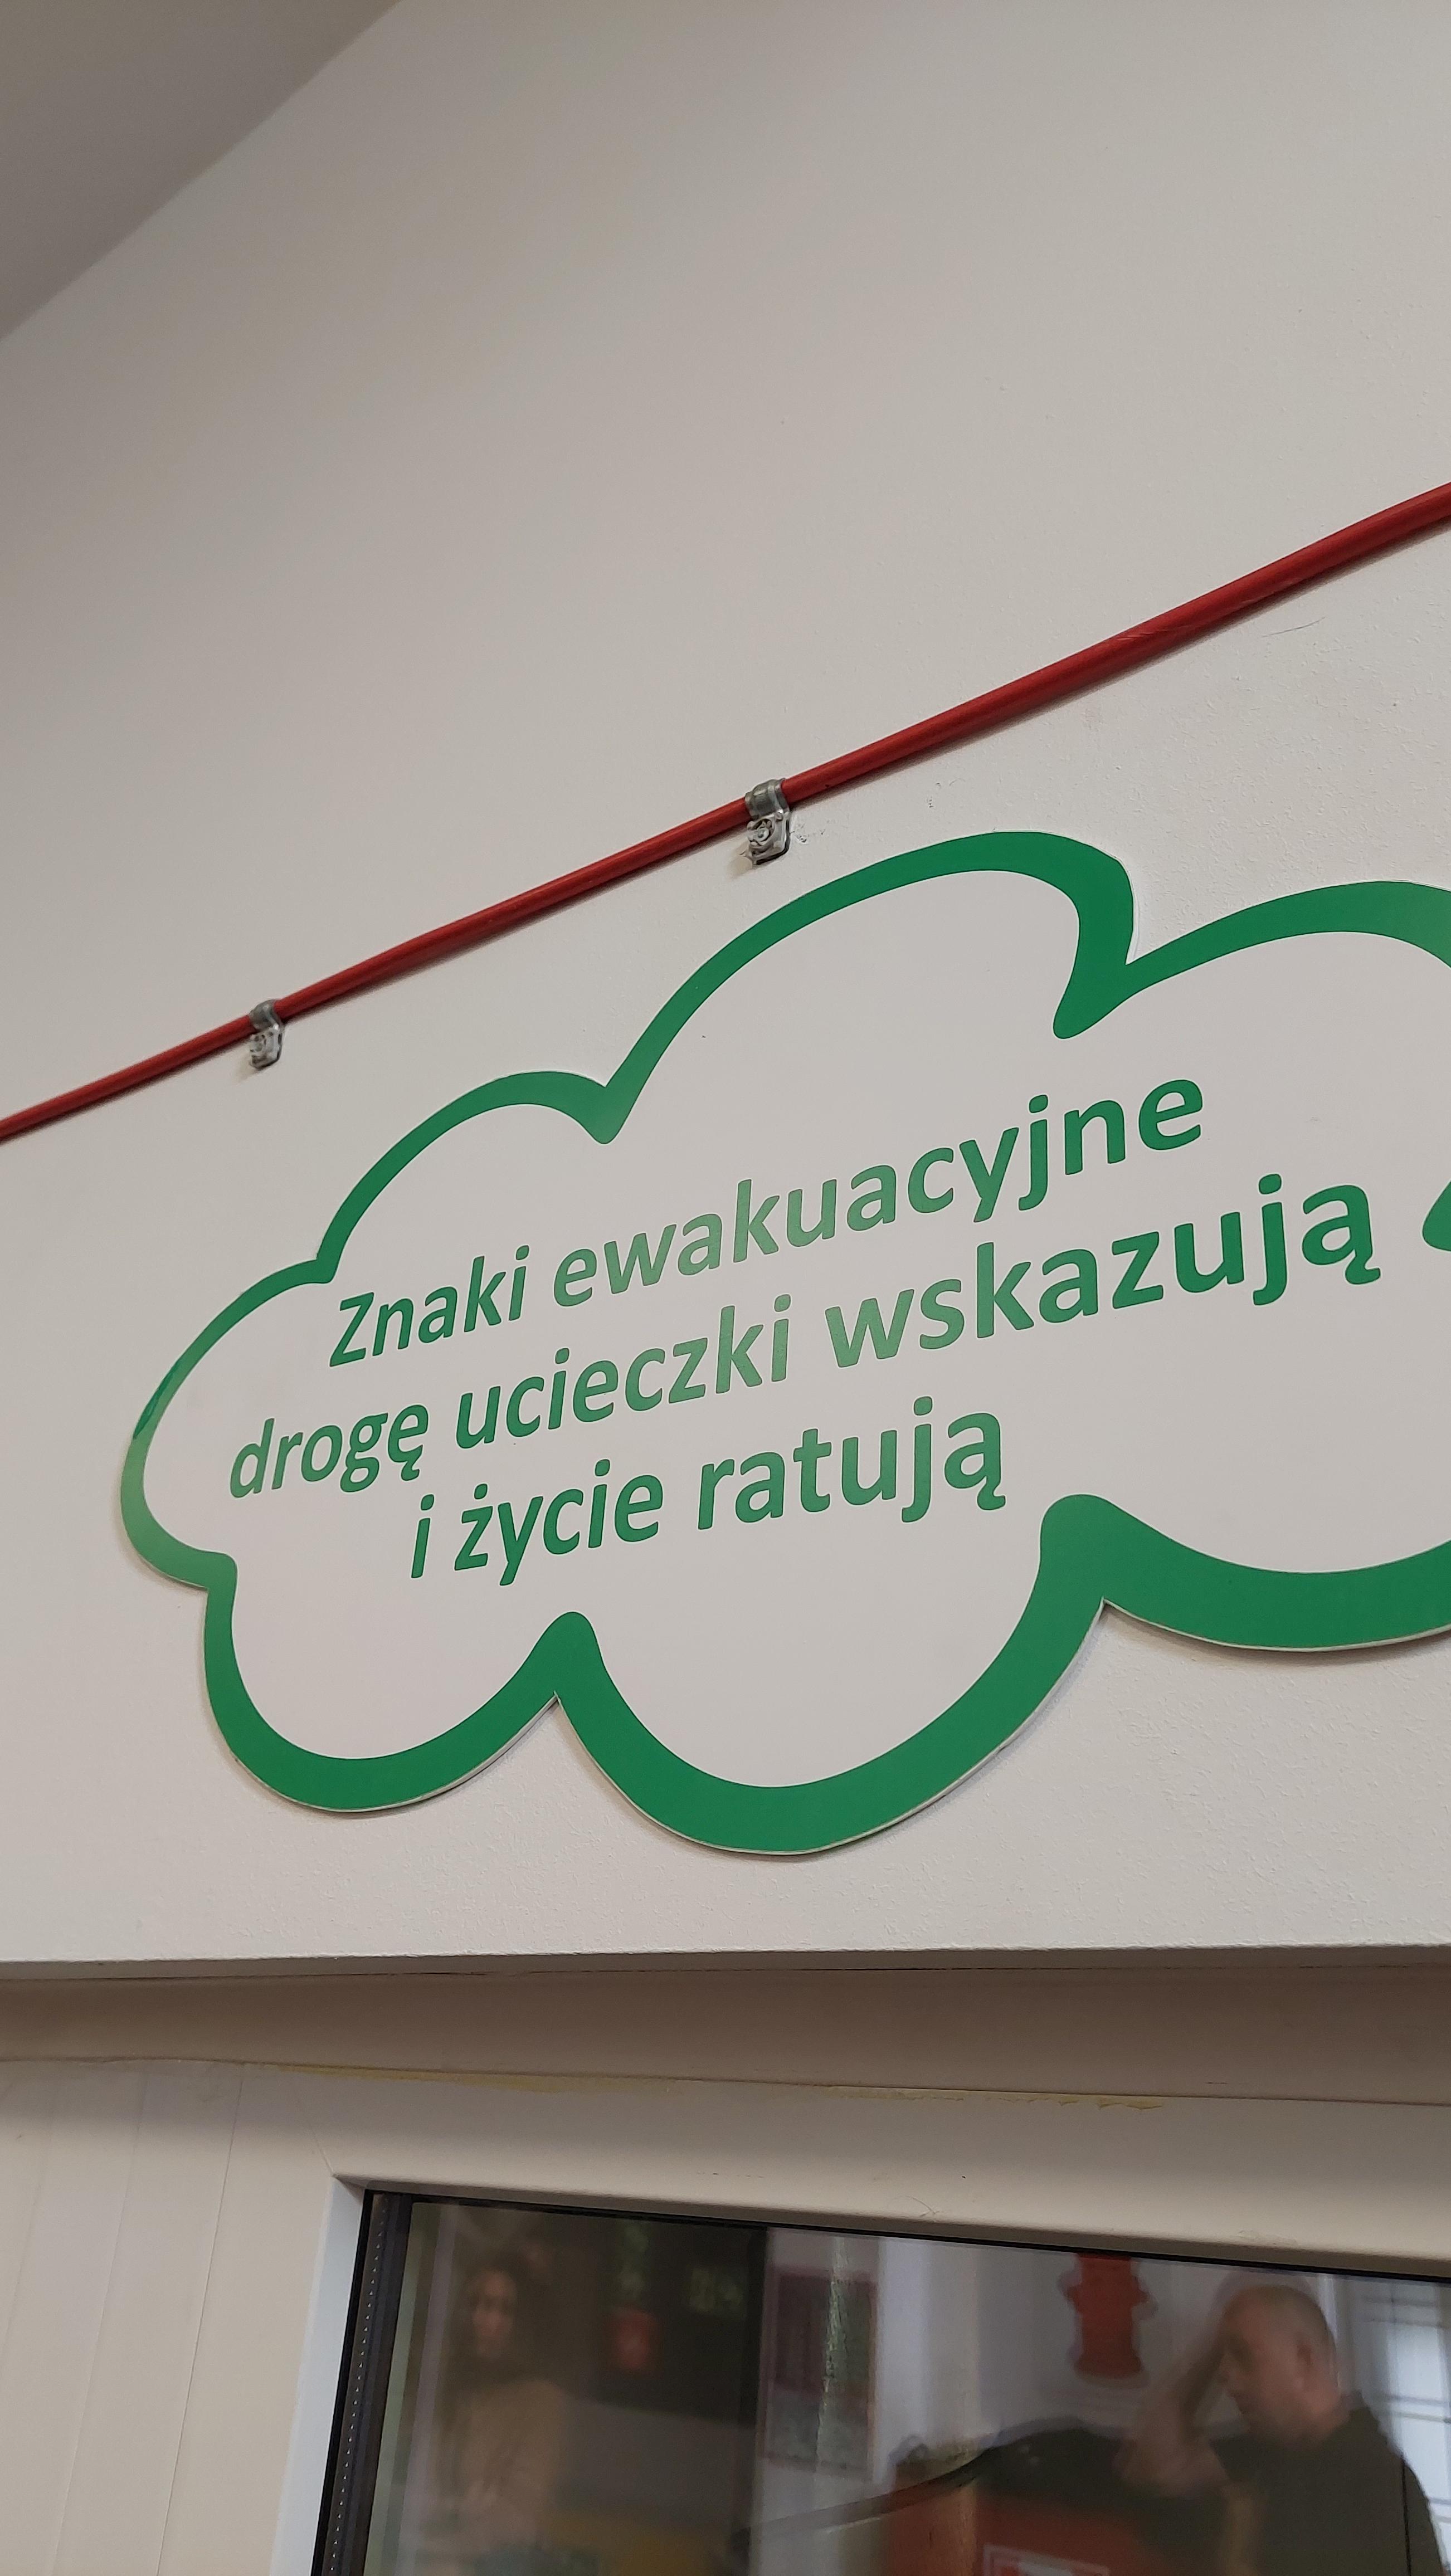 Znaki ewakuacyjne
drogę ucieczki wskazują
i życie ratują